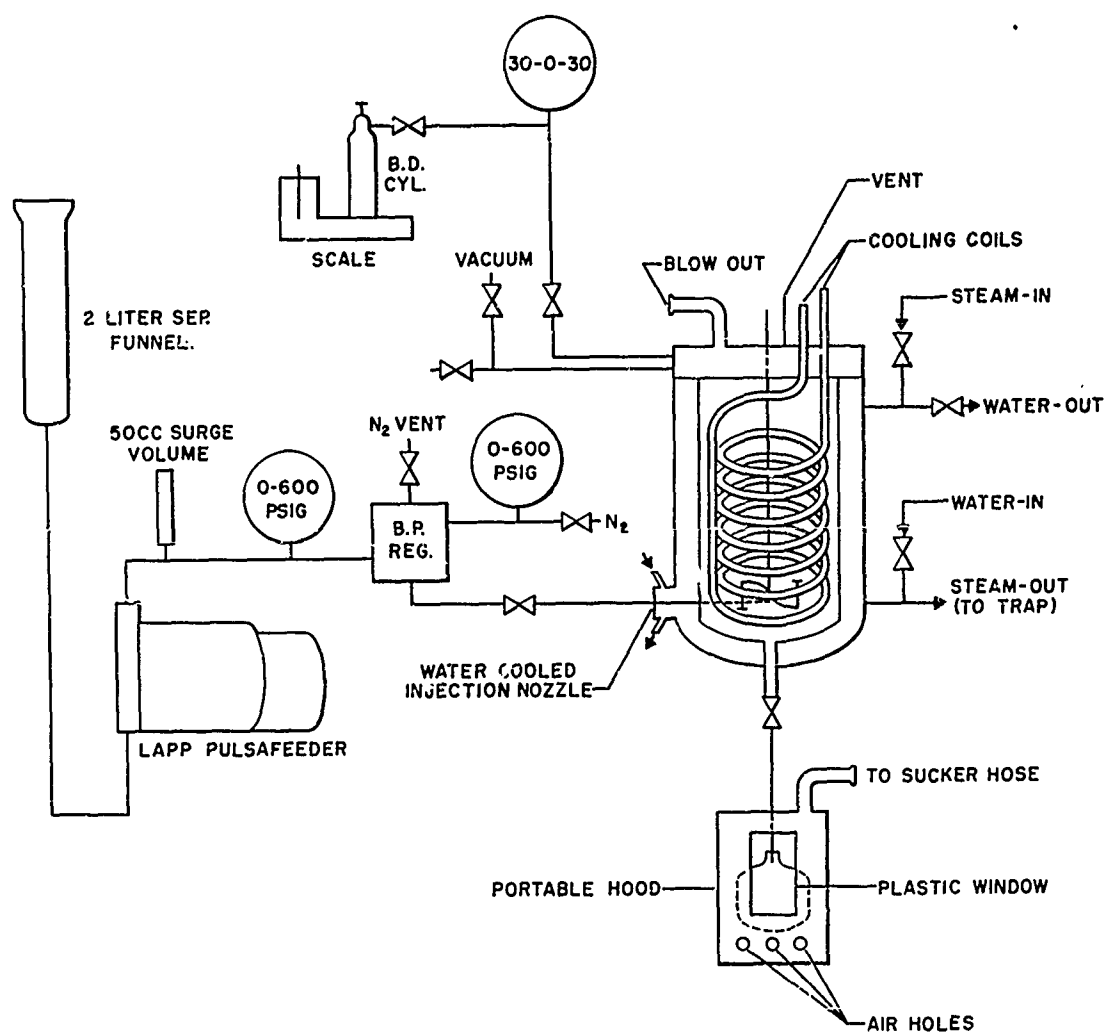 30-0-30
B.D.
CYL.
SCALE
VACUUM
BLOW OUT
VENT
COOLING COILS
STEAM-IN
WATER-OUT
2 LITER SEP.
FUNNEL.
50CC SURGE
VOLUME
0-600
PSIG
N₂ VENT
0-600
PSIG
B.P.
REG.
N₂
WATER-IN
STEAM-OUT
(TO TRAP)
WATER COOLED
INJECTION NOZZLE
LAPP PULSAFEEDER
TO SUCKER HOSE
PORTABLE HOOD
PLASTIC WINDOW
AIR HOLES